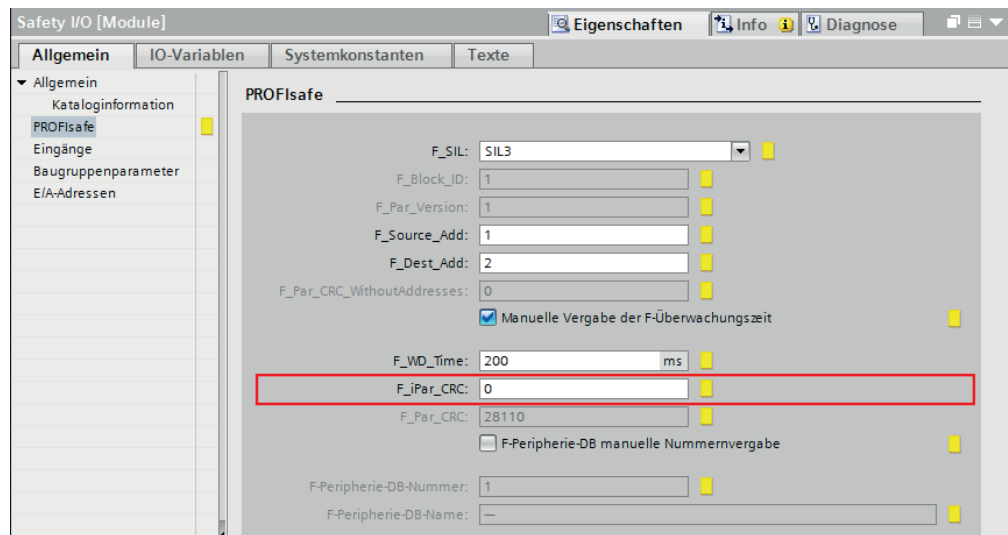 Safety I/O [Module]
Eigenschaften
Info
Diagnose
Allgemein
IO-Variablen
Systemkonstanten
Texte
Allgemein
Kataloginformation
PROFIsafe
Eingänge
Baugruppenparameter
E/A-Adressen
PROFIsafe
F_SIL: SIL3
F_Block_ID: 1
F_Par_Version: 1
F_Source_Add: 1
F_Dest_Add: 2
F_Par_CRC_WithoutAddresses: 0
Manuelle Vergabe der F-Überwachungszeit
F_WD_Time: 200 ms
F_iPar_CRC: 0
F_Par_CRC: 28110
F-Peripherie-DB manuelle Nummernvergabe
F-Peripherie-DB-Nummer: 1
F-Peripherie-DB-Name: —